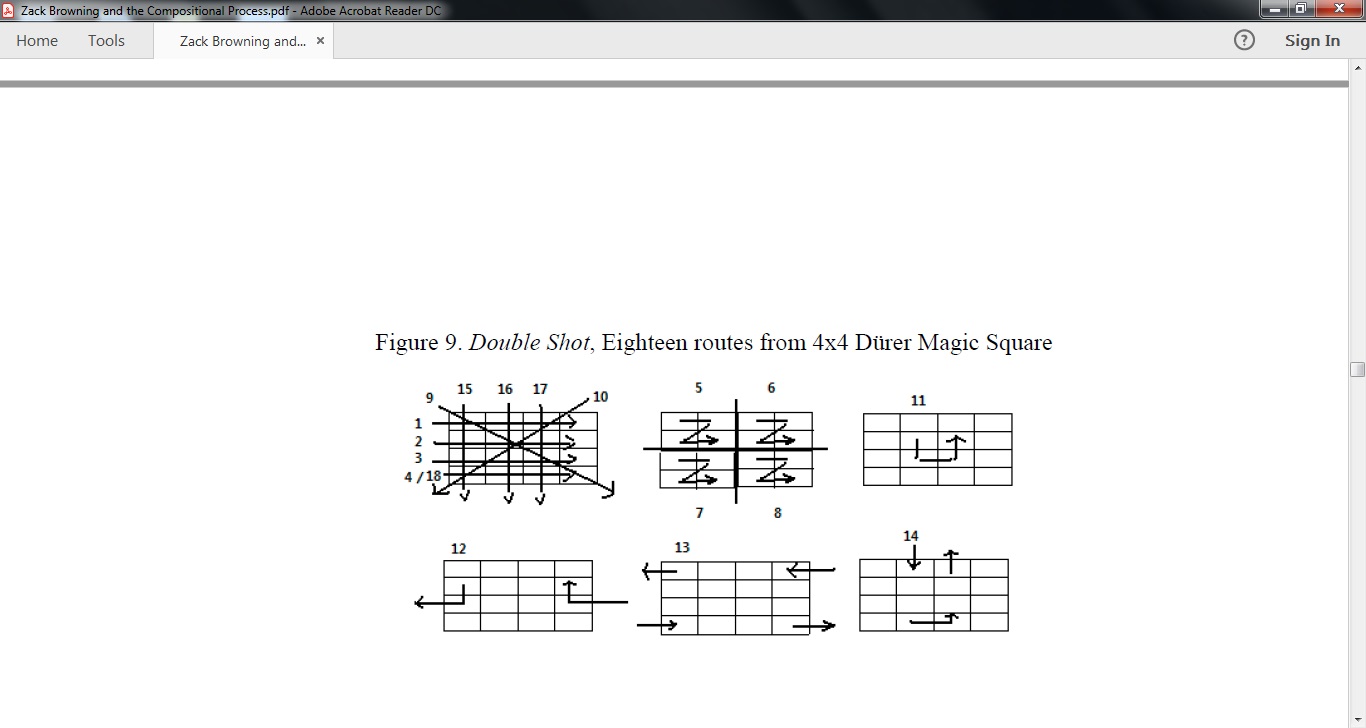 Zack Browning and the Compositional Process.pdf - Adobe Acrobat Reader DC
Home Tools Zack Browning and... × ? Sign In
Figure 9. Double Shot, Eighteen routes from 4x4 Dürer Magic Square
9 15 16 17 10
1
2
3
4 / 18
5 6
7 8
11
12
13
14